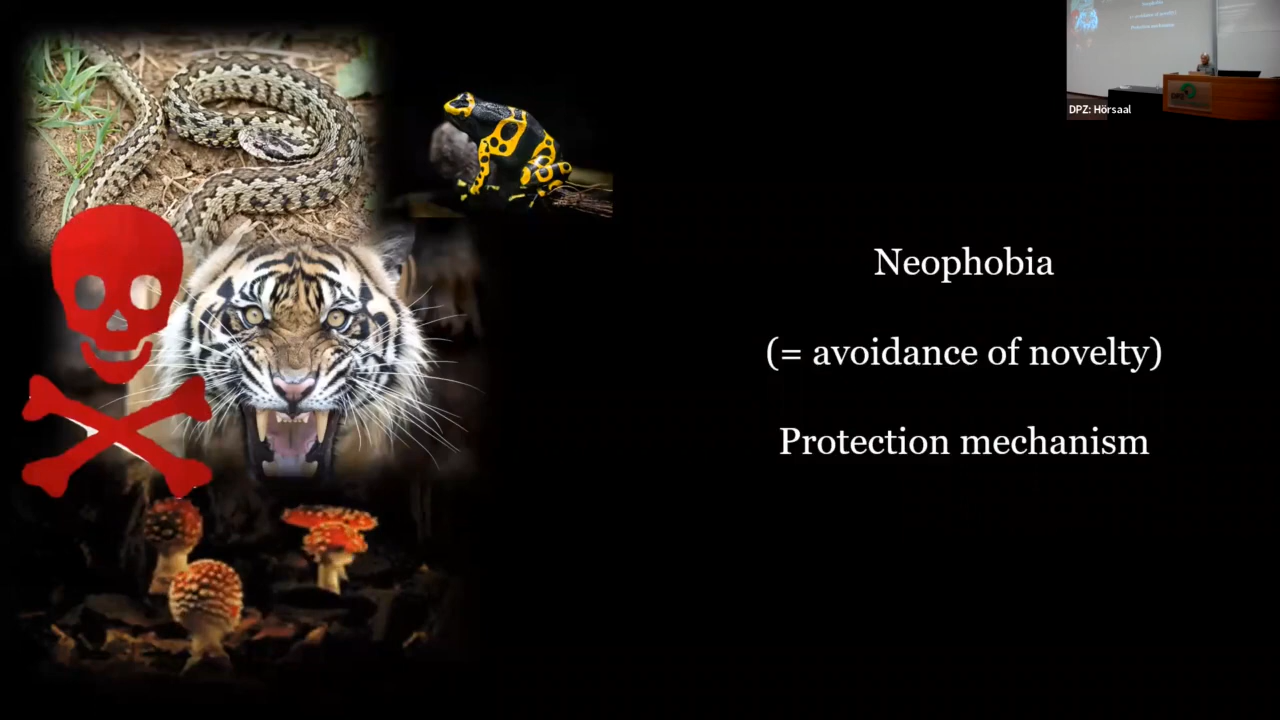 DPZ: Hörsaal
Neophobia
(= avoidance of novelty)
Protection mechanism